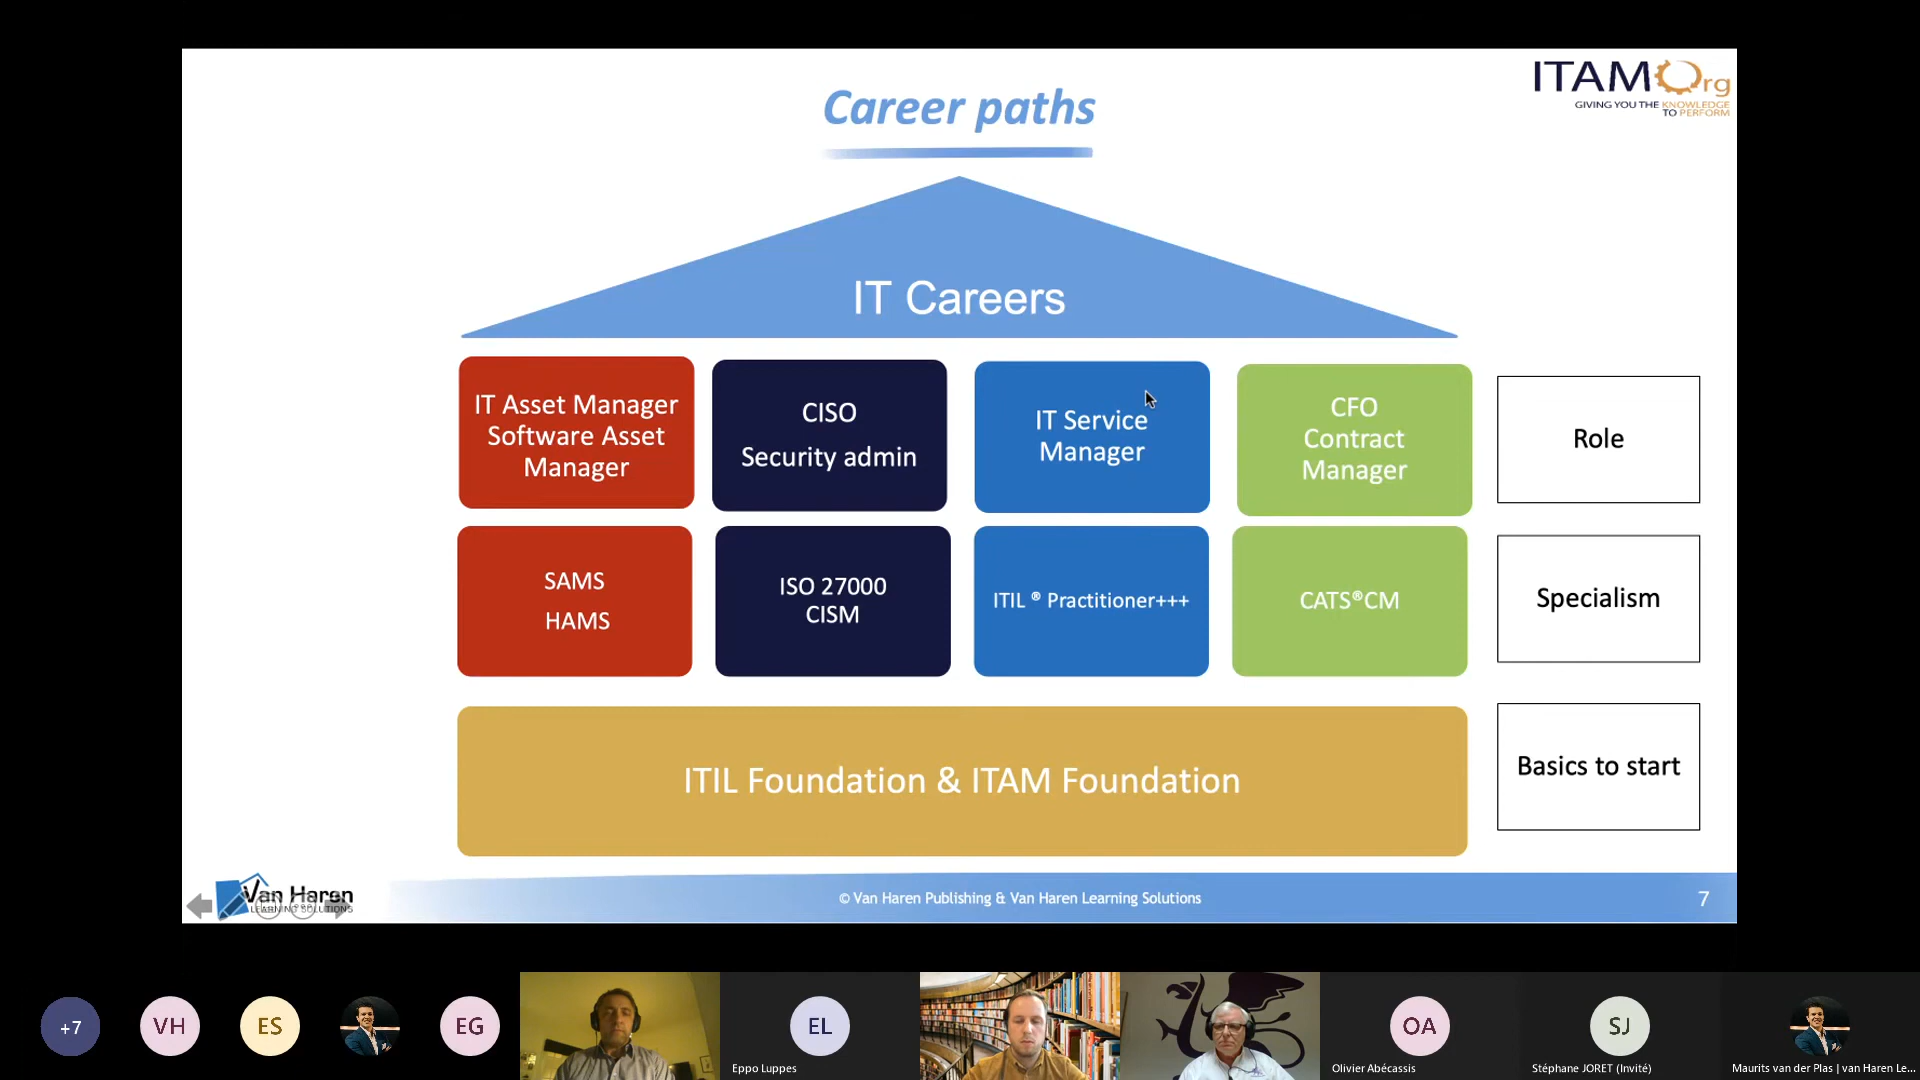 ITAMOrg
GIVING YOU THE KNOWLEDGE
TO PERFORM
Career paths
IT Careers
IT Asset Manager
Software Asset
Manager
CISO
Security admin
IT Service
Manager
CFO
Contract
Manager
Role
SAMS
HAMS
ISO 27000
CISM
ITIL ® Practitioner+++
CATS®CM
Specialism
ITIL Foundation & ITAM Foundation
Basics to start
Van Haren
LEARNING SOLUTIONS
© Van Haren Publishing & Van Haren Learning Solutions
7
+7
VH
ES
EG
EL
Eppo Luppes
OA
Olivier Abécassis
SJ
Stéphane JORET (Invité)
Maurits van der Plas | van Haren Le...